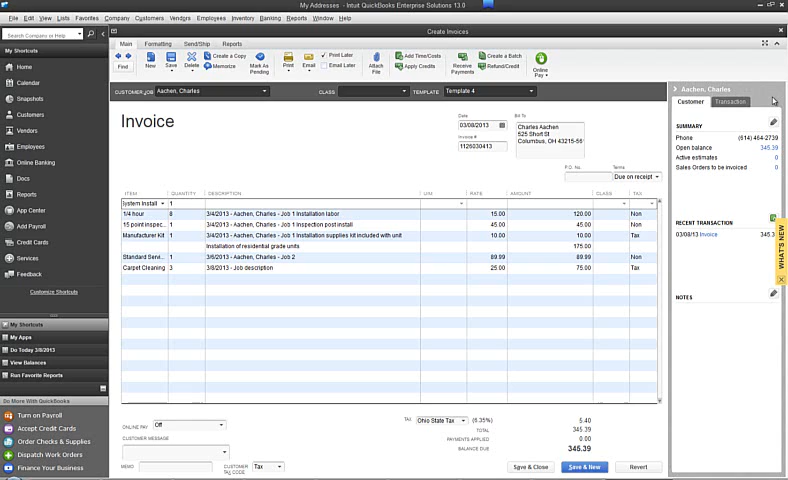 My Addresses - Intuit QuickBooks Enterprise Solutions 13.0
File Edit View Lists Favorites Company Customers Vendors Employees Inventory Banking Reports Window Help
Search Company or Help
Create Invoices
My Shortcuts
Home
Calendar
Snapshots
Customers
Vendors
Employees
Online Banking
Docs
Reports
App Center
Add Payroll
Credit Cards
Services
Feedback
Customize Shortcuts
My Shortcuts
My Apps
Do Today 3/8/2013
View Balances
Run Favorite Reports
Do More With QuickBooks
Turn on Payroll
Accept Credit Cards
Order Checks & Supplies
Dispatch Work Orders
Finance Your Business
Main Formatting Send/Ship Reports
Find
New
Save
Delete
Create a Copy
Memorize
Mark As Pending
Print
Email
Print Later
Email Later
Attach File
Add Time/Costs
Apply Credits
Receive Payments
Create a Batch
Refund/Credit
Online Pay
CUSTOMER:JOB Aachen, Charles CLASS TEMPLATE Template 4
Invoice
Date
03/08/2013
Invoice #
1126030413
Bill To
Charles Aachen
525 Short St
Columbus, OH 43215-56
P.O. No. Terms
Due on receipt
ITEM QUANTITY DESCRIPTION U/M RATE AMOUNT CLASS TAX
System Install 1
1/4 hour 8 3/4/2013 - Aachen, Charles - Job 1 Installation labor 15.00 120.00 Non
15 point inspec... 1 3/4/2013 - Aachen, Charles - Job 1 Inspection post install 45.00 45.00 Non
Manufacturer Kit 1 3/4/2013 - Aachen, Charles - Job 1 Installation supplies kit included with unit 10.00 10.00 Tax
Installation of residential grade units 175.00
Standard Servi... 1 3/6/2013 - Aachen, Charles - Job 2 89.99 89.99 Non
Carpet Cleaning 3 3/8/2013 - Job description 25.00 75.00 Tax
ONLINE PAY Off
CUSTOMER MESSAGE
MEMO
CUSTOMER TAX CODE Tax
TAX Ohio State Tax (6.35%) 5.40
TOTAL 345.39
PAYMENTS APPLIED 0.00
BALANCE DUE 345.39
Save & Close Save & New Revert
Aachen, Charles
Customer Transaction
SUMMARY
Phone (614) 464-2739
Open balance 345.39
Active estimates 0
Sales Orders to be invoiced 0
RECENT TRANSACTION
03/08/13 Invoice 345.3
WHAT'S NEW
NOTES